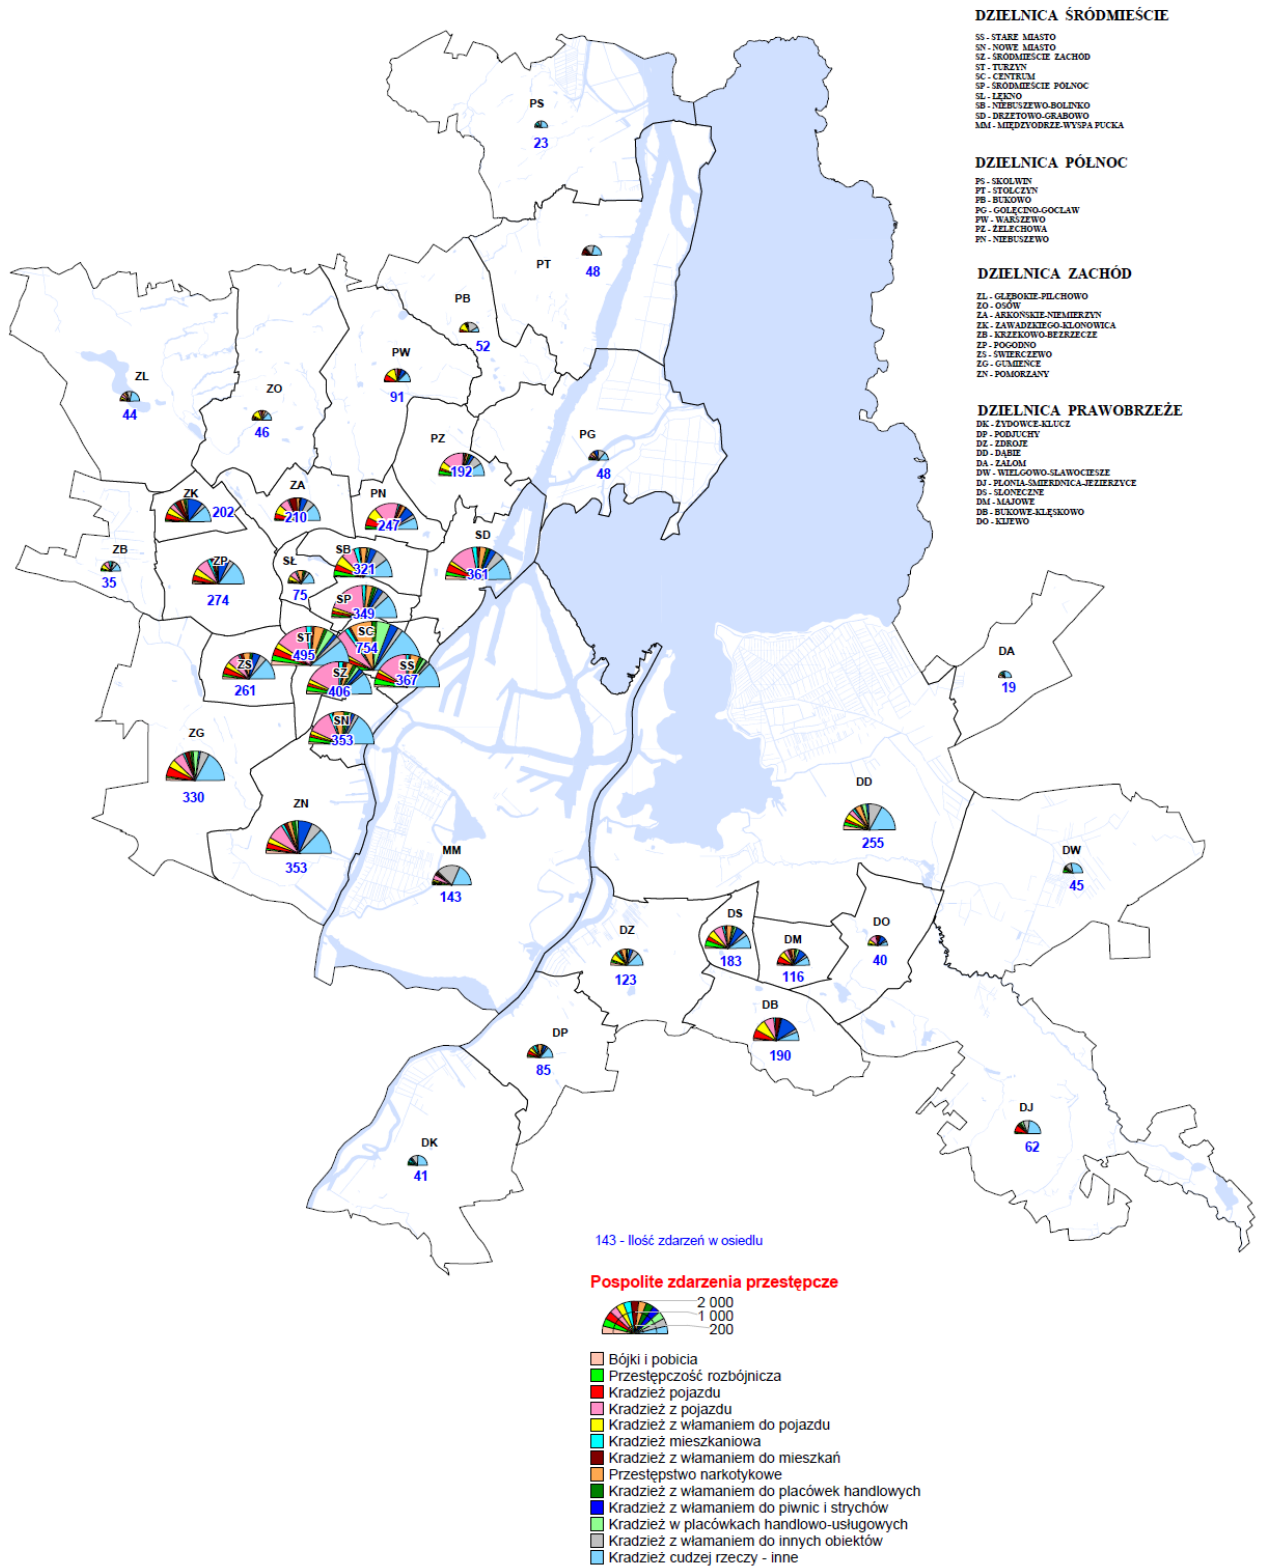 DZIELNICA ŚRÓDMIEŚCIE
SS - STARE MIASTO
SN - NOWE MIASTO
SZ - ŚRÓDMIEŚCIE ZACHÓD
ST - TURZYN
SC - CENTRUM
SP - ŚRÓDMIEŚCIE PÓŁNOC
SŁ - ŁĘKNO
SB - NIEBUSZEWO-BOLINKO
SD - DRZETOWO-GRABOWO
MM - MIĘDZYODRZE-WYSPA PUCKA
DZIELNICA PÓLNOC
PS - SKOLWIN
PT - STOŁCZYN
PB - BUKOWO
PG - GOLĘCINO-GOCŁAW
PW - WARSZEWO
PZ - ŻELECHOWA
PN - NIEBUSZEWO
DZIELNICA ZACHÓD
ZL - GŁĘBOKIE-PILCHOWO
ZO - OSÓW
ZA - ARKOŃSKIE-NIEMIERZYN
ZK - ZAWADZKIEGO-KLONOWICA
ZB - KRZEKOWO-BEZRZECZE
ZP - POGODNO
ZS - ŚWIERCZEWO
ZG - GUMIEŃCE
ZN - POMORZANY
DZIELNICA PRAWOBRZEŻE
DK - ŻYDOWCE-KLUCZ
DP - PODJUCHY
DZ - ZDROJE
DD - DĄBIE
DA - ZAŁOM
DW - WIELGOWO-SŁAWOCIESZE
DJ - PŁONIA-ŚMIERDNICA-JEZIERZYCE
DS - SŁONECZNE
DM - MAJOWE
DB - BUKOWE-KLĘSKOWO
DO - KIJEWO
PS
23
PT
48
PB
52
PW
91
ZL
44
ZO
46
PZ
192
PG
48
ZK
202
ZA
210
PN
247
SD
361
ZB
35
ZP
274
SŁ
75
SB
321
SP
349
ST
495
SC
754
ZS
261
SZ
406
SS
367
SN
353
ZG
330
ZN
353
MM
143
DA
19
DD
255
DW
45
DZ
123
DS
183
DM
116
DO
40
DB
190
DP
85
DK
41
DJ
62
143 - Ilość zdarzeń w osiedlu
Pospolite zdarzenia przestępcze
2 000
1 000
200
Bójki i pobicia
Przestępczość rozbójnicza
Kradzież pojazdu
Kradzież z pojazdu
Kradzież z włamaniem do pojazdu
Kradzież mieszkaniowa
Kradzież z włamaniem do mieszkań
Przestępstwo narkotykowe
Kradzież z włamaniem do placówek handlowych
Kradzież z włamaniem do piwnic i strychów
Kradzież w placówkach handlowo-usługowych
Kradzież z włamaniem do innych obiektów
Kradzież cudzej rzeczy - inne